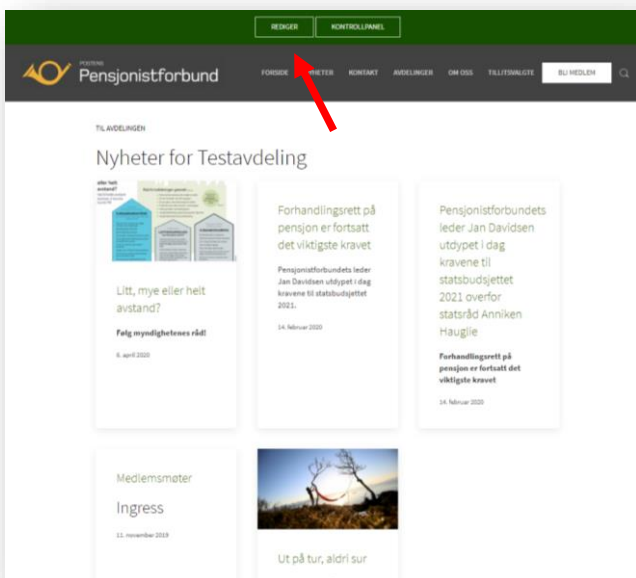 REDIGER
KONTROLLPANEL
POSTENS
Pensjonistforbund
FORSIDE
KONTAKT
AVDELINGER
OM OSS
TILLITSVALGTE
BLI MEDLEM
TIL AVDELINGEN
Nyheter for Testavdeling
eller helt
avstand?
Litt, mye eller helt
avstand?
Følg myndighetenes råd!
6. april 2020
Forhandlingsrett på
pensjon er fortsatt
det viktigste kravet
Pensjonistforbundets leder
Jan Davidsen utdypet i dag
kravene til statsbudsjettet
2021.
14. februar 2020
Pensjonistforbundets
leder Jan Davidsen
utdypet i dag
kravene til
statsbudsjettet
2021 overfor
statsråd Anniken
Hauglie
Forhandlingsrett på
pensjon er fortsatt det
viktigste kravet
14. februar 2020
Medlemsmøter
Ingress
11. november 2019
Ut på tur, aldri sur